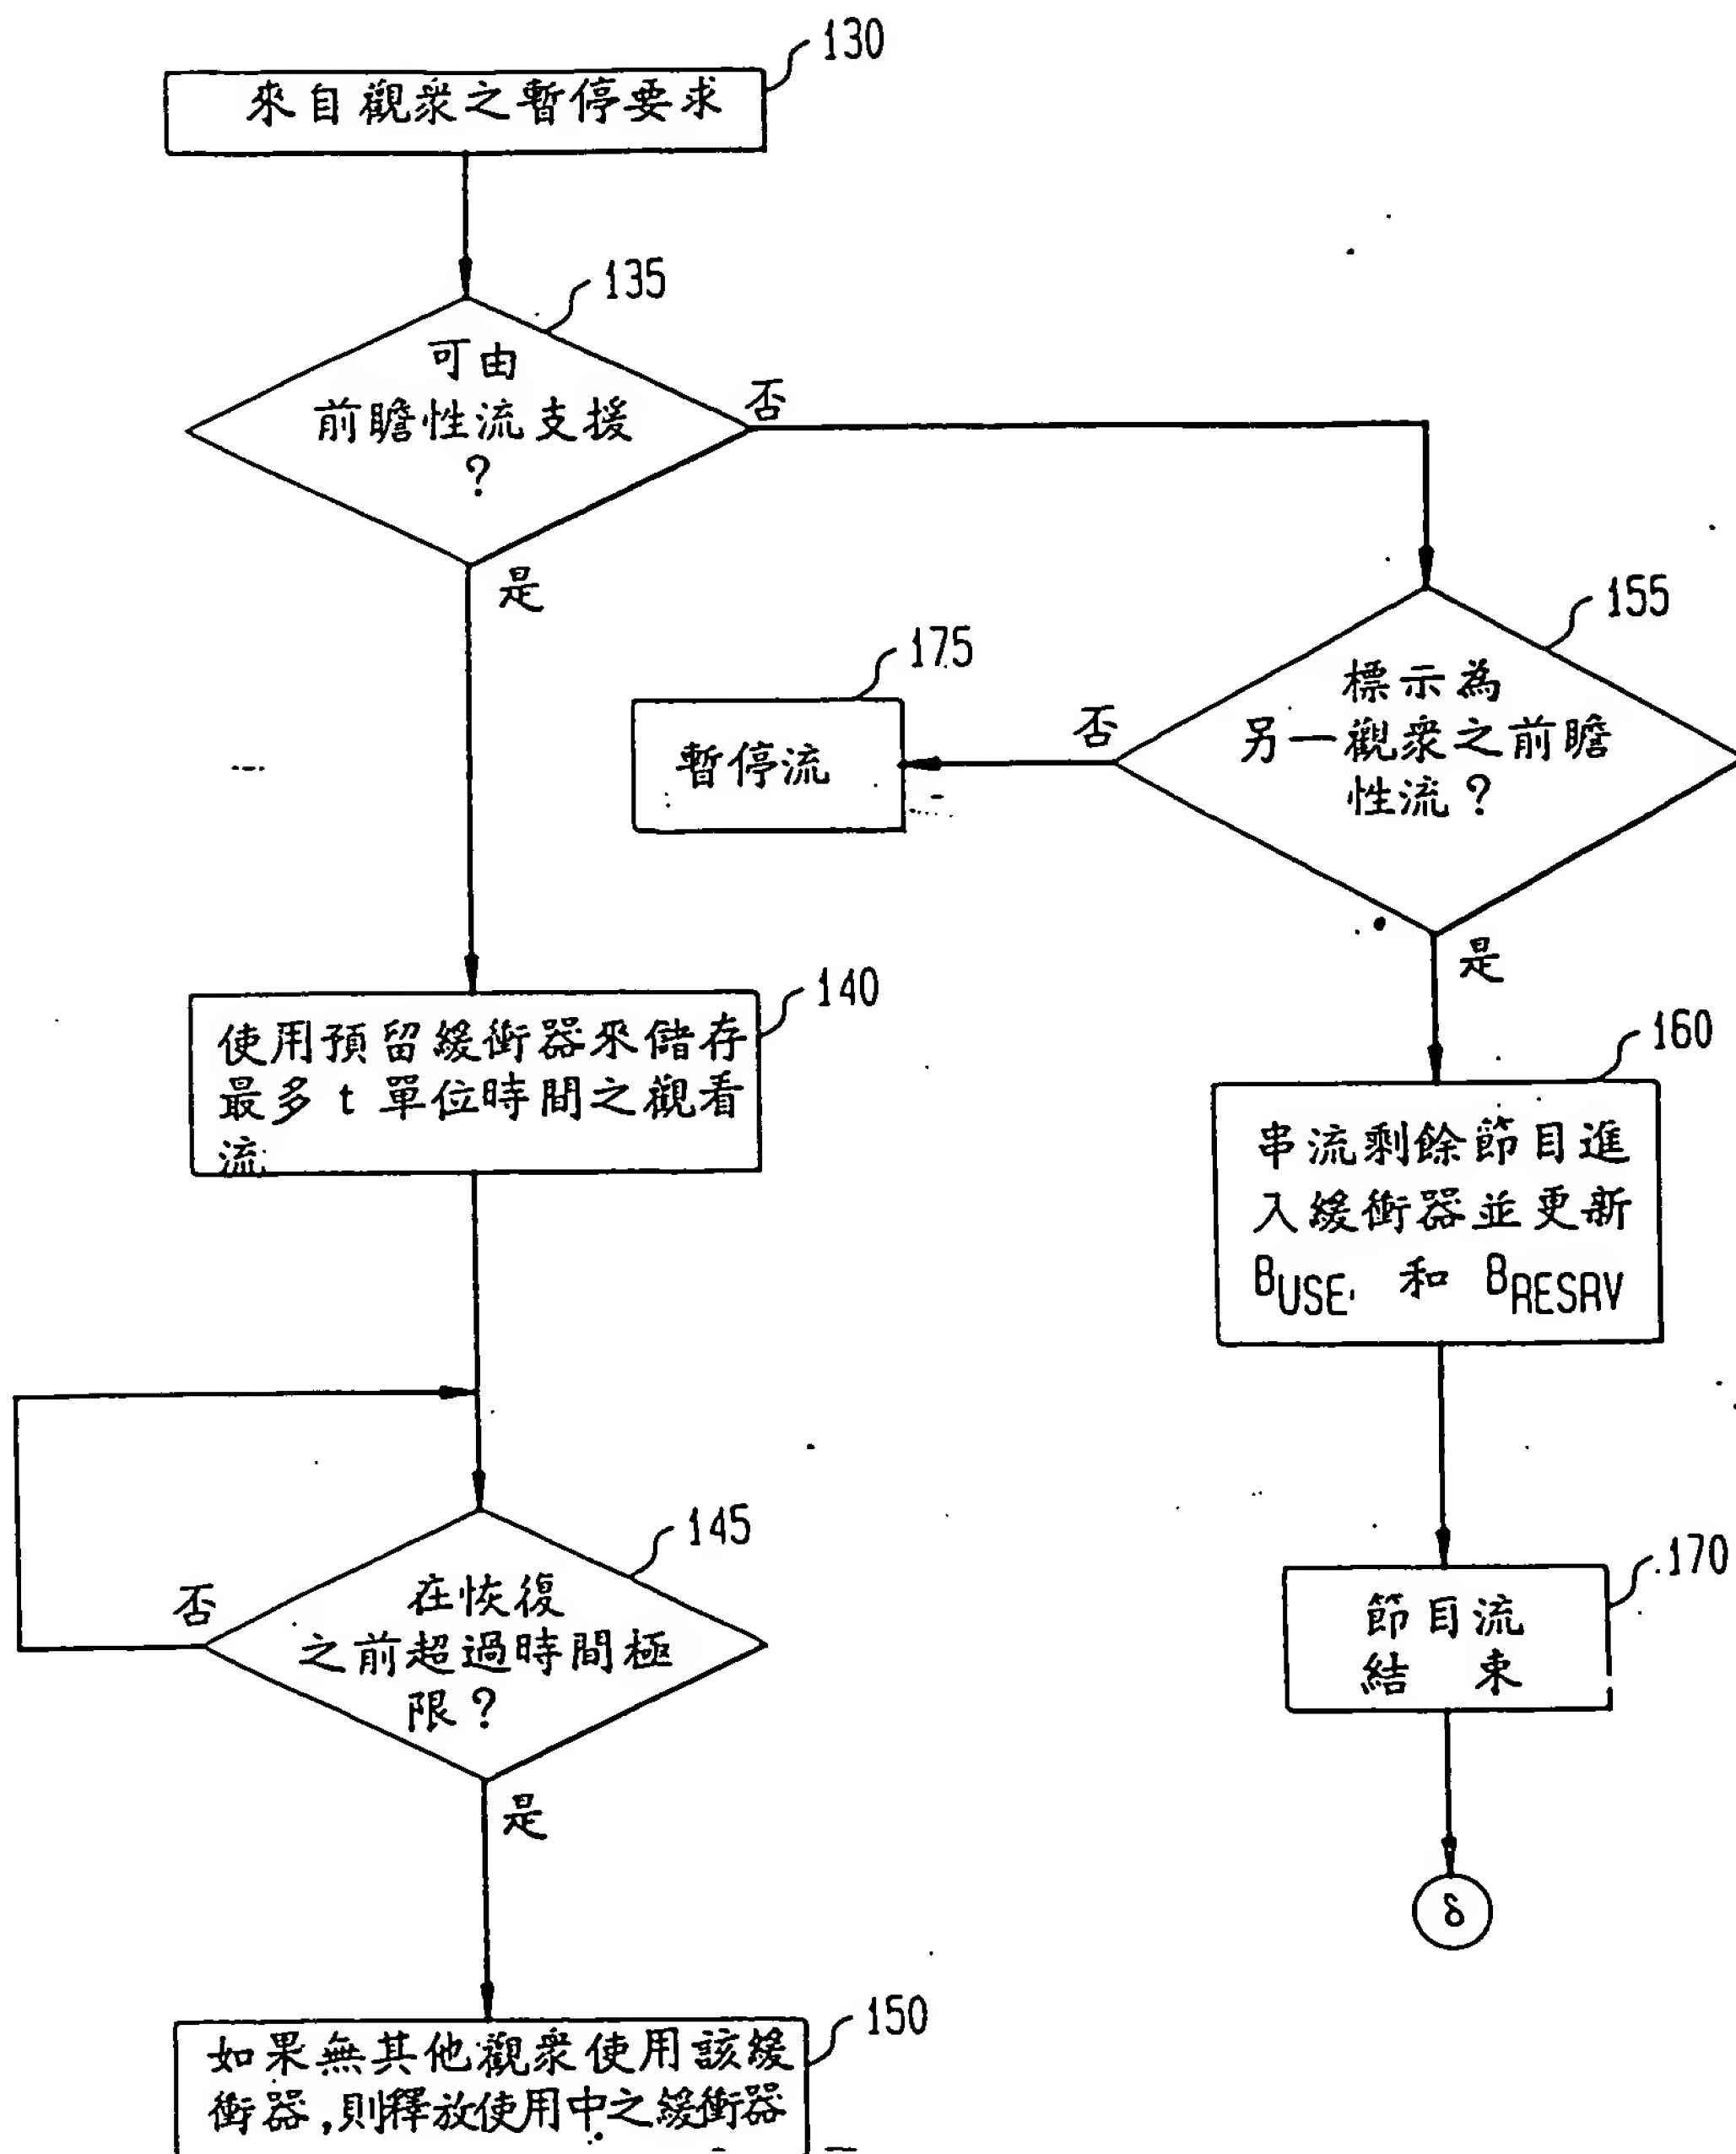 130
來自觀衆之暫停要求
135
可由
前瞻性流支援
?
否
是
155
標示為
另一觀衆之前瞻
性流?
175
否
暫停流
是
140
使用預留緩衝器來儲存
最多 t 單位時間之觀看
流
160
串流剩餘節目進
入緩衝器並更新
BUSE 和 BRESRV
145
在恢復
之前超過時間極
限?
否
是
170
節目流
結 束
δ
150
如果無其他觀衆使用該緩
衝器,則釋放使用中之緩衝器